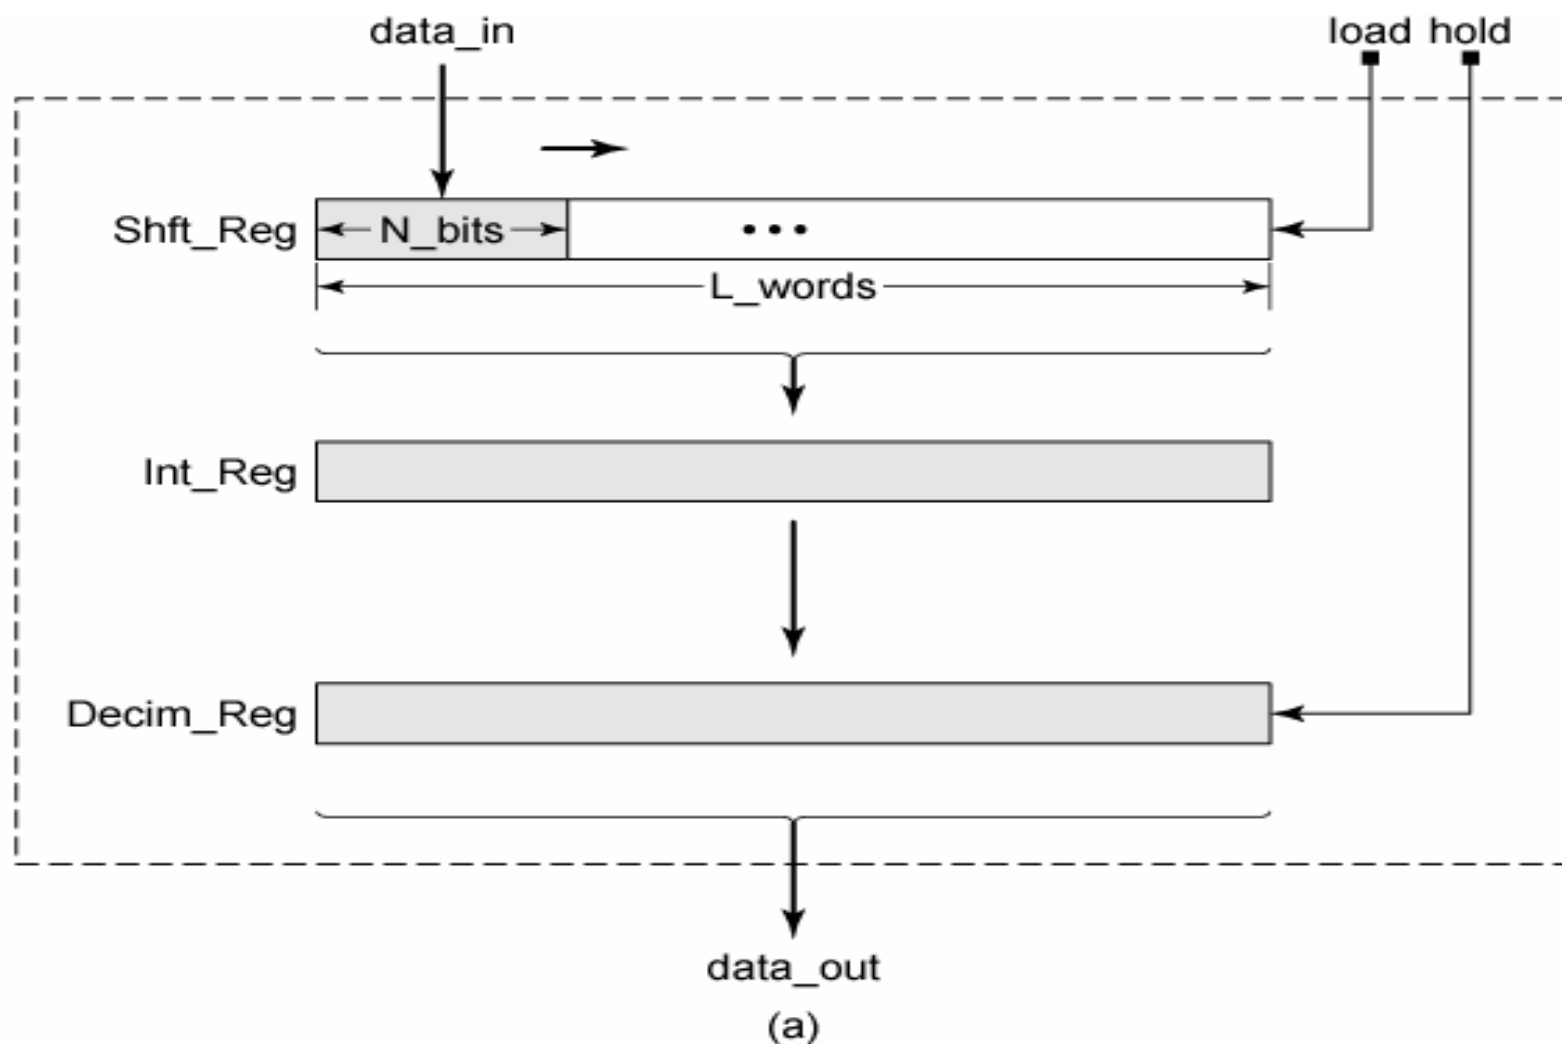 data_in
load hold
Shft_Reg
N_bits
L_words
Int_Reg
Decim_Reg
data_out
(a)